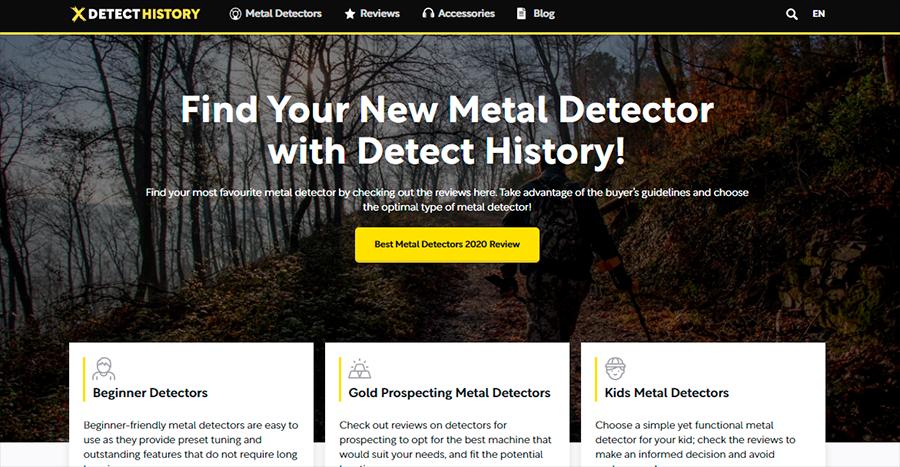 DETECTHISTORY
Metal Detectors
Reviews
Accessories
Blog
EN
Find Your New Metal Detector
with Detect History!
Find your most favourite metal detector by checking out the reviews here. Take advantage of the buyer's guidelines and choose
the optimal type of metal detector!
Best Metal Detectors 2020 Review
Beginner Detectors
Beginner-friendly metal detectors are easy to
use as they provide preset tuning and
outstanding features that do not require long
Gold Prospecting Metal Detectors
Check out reviews on detectors for
prospecting to opt for the best machine that
would suit your needs, and fit the potential
Kids Metal Detectors
Choose a simple yet functional metal
detector for your kid; check the reviews to
make an informed decision and avoid